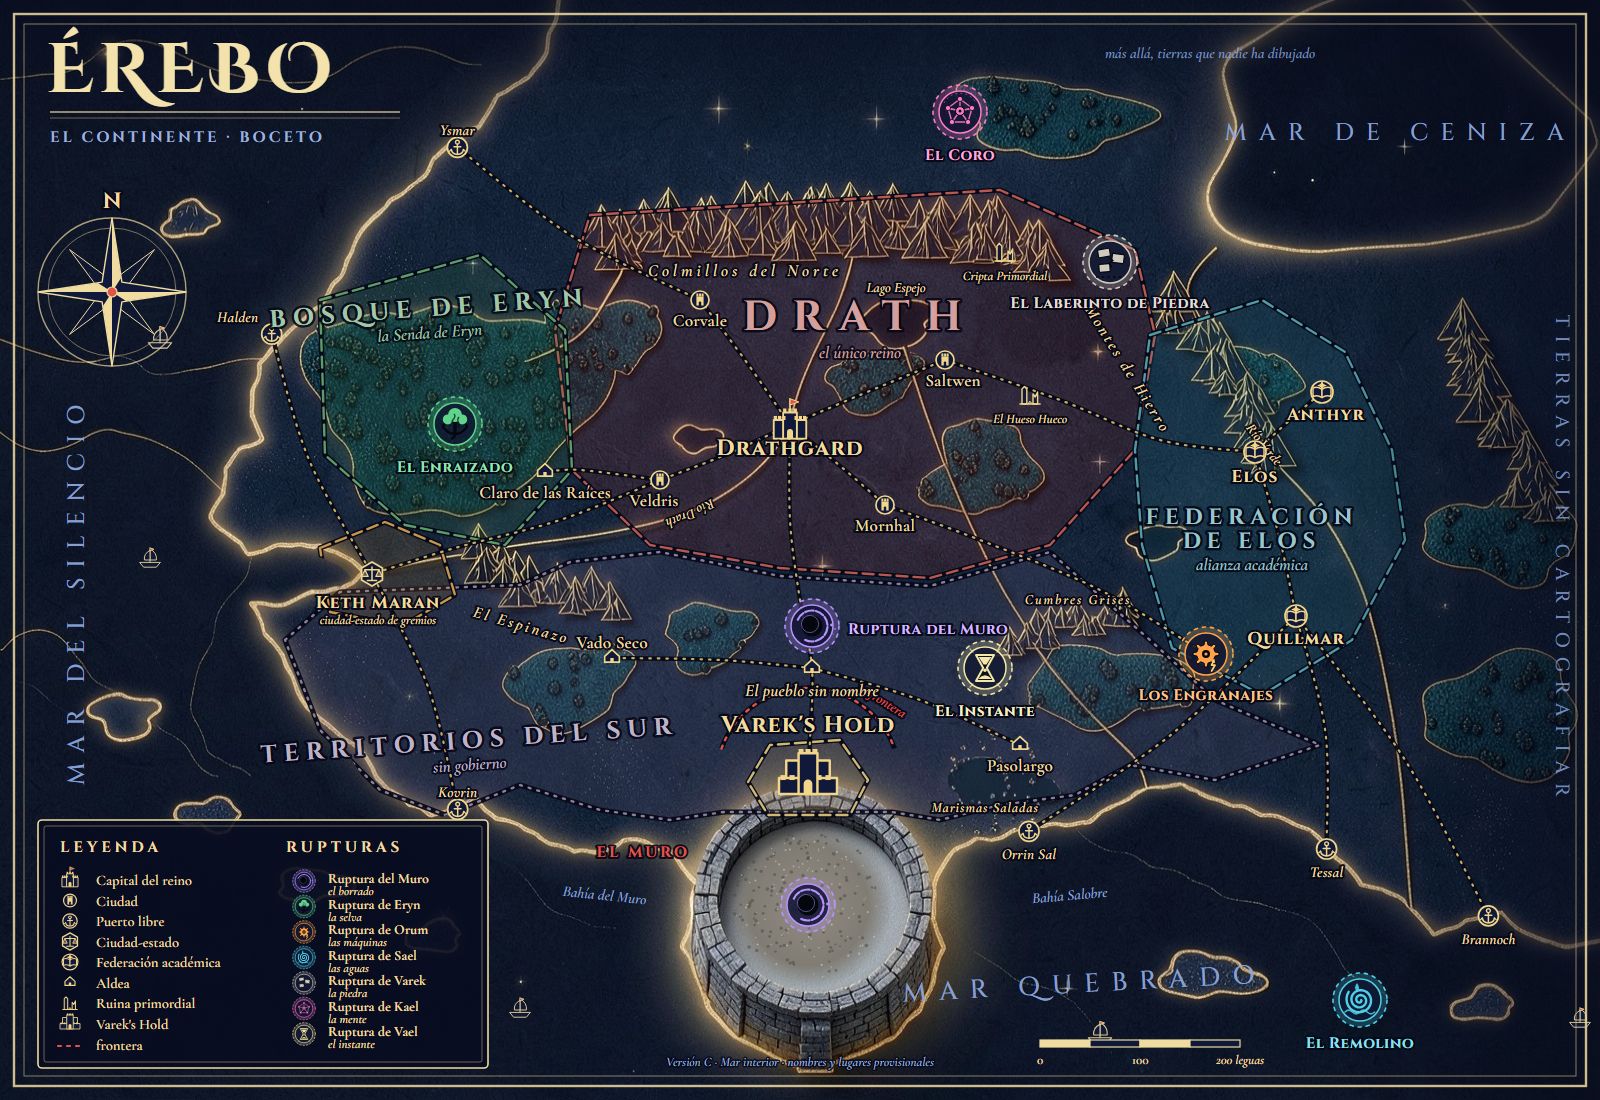 ÉREBO
EL CONTINENTE · BOCETO
más allá, tierras que nadie ha dibujado
MAR DE CENIZA
Ysmar
EL CORO
N
Colmillos del Norte
Cripta Primordial
EL LABERINTO DE PIEDRA
Lago Espejo
Halden
BOSQUE DE ERYN
la Senda de Eryn
Corvale
DRATH
el único reino
Montes de Hierro
Saltwen
El Hueso Hueco
ANTHYR
TIERRAS SIN CARTOGRAFIAR
MAR DEL SILENCIO
DRATHGARD
EL ENRAIZADO
Claro de las Raíces
Veldris
Río Drath
Mornhal
ELOS
FEDERACIÓN
DE ELOS
alianza académica
KETH MARAN
ciudad-estado de gremios
El Espinazo
Vado Seco
RUPTURA DEL MURO
Cumbres Grises
QUILLMAR
El pueblo sin nombre
frontera
EL INSTANTE
LOS ENGRANAJES
VAREK'S HOLD
TERRITORIOS DEL SUR
sin gobierno
Pasolargo
Kovrin
Marismas Saladas
EL MURO
Orrin Sal
Tessal
Bahía del Muro
Bahía Salobre
Brannoch
MAR QUEBRADO
EL REMOLINO
LEYENDA
Capital del reino
Ciudad
Puerto libre
Ciudad-estado
Federación académica
Aldea
Ruina primordial
Varek's Hold
frontera
RUPTURAS
Ruptura del Muro
el borrado
Ruptura de Eryn
la selva
Ruptura de Orum
las máquinas
Ruptura de Sael
las aguas
Ruptura de Varek
la piedra
Ruptura de Kael
la mente
Ruptura de Vael
el instante
Versión C · Mar interior · nombres y lugares provisionales
0 100 200 leguas